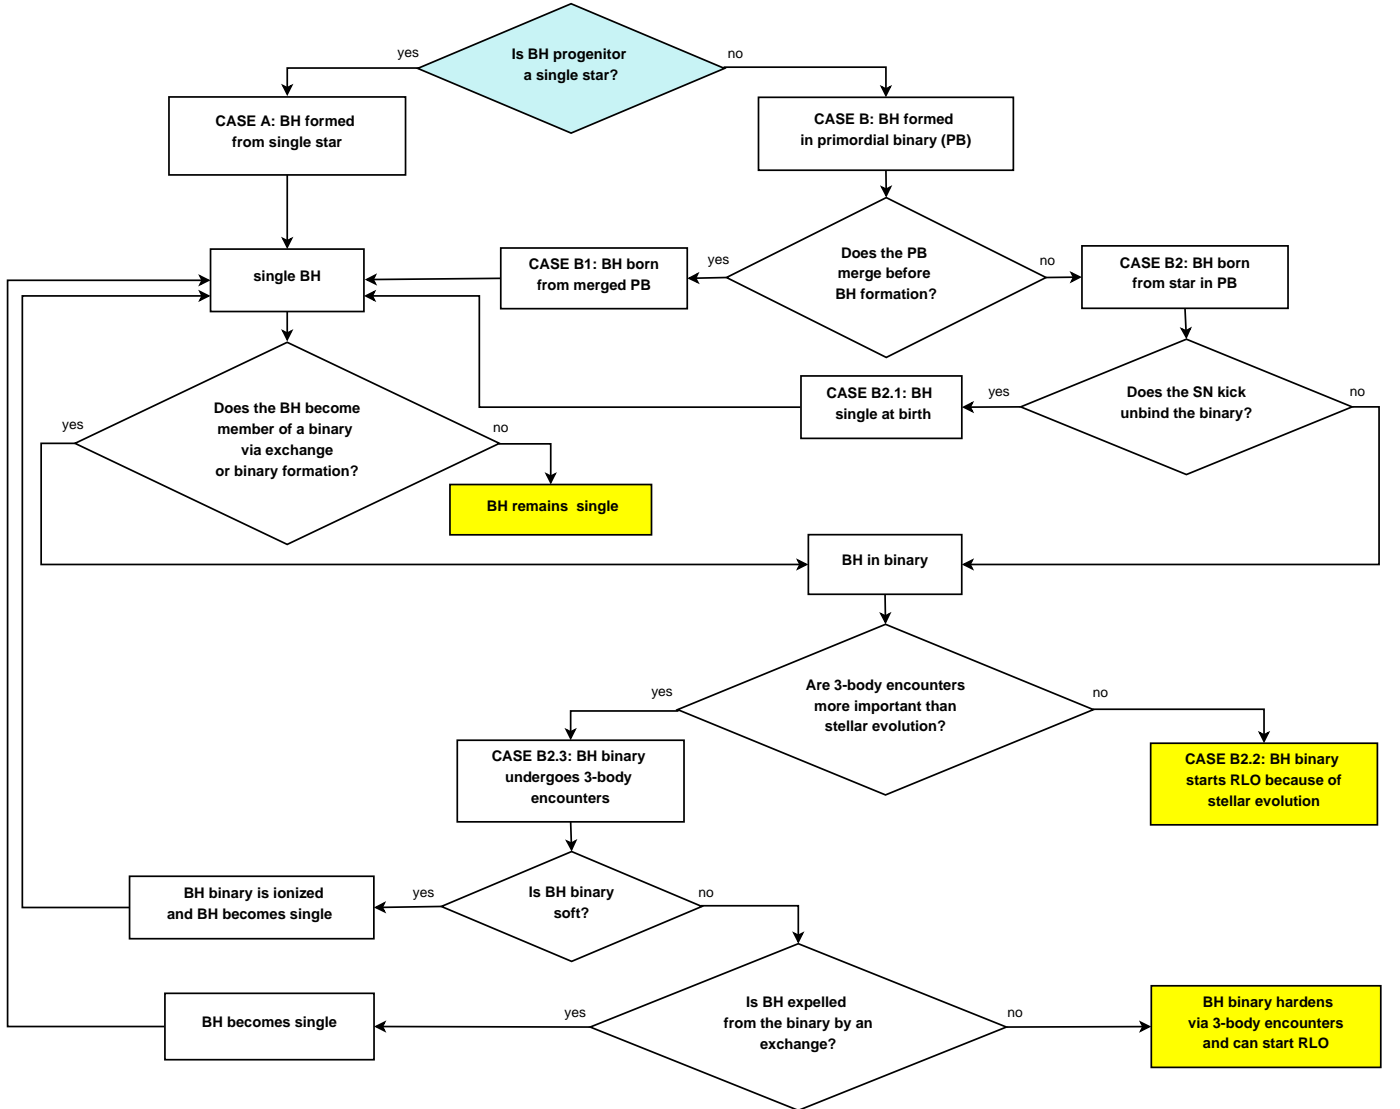 Is BH progenitor
a single star?
yes
no
CASE A: BH formed
from single star
CASE B: BH formed
in primordial binary (PB)
single BH
CASE B1: BH born
from merged PB
yes
Does the PB
merge before
BH formation?
no
CASE B2: BH born
from star in PB
Does the BH become
member of a binary
via exchange
or binary formation?
yes
no
CASE B2.1: BH
single at birth
yes
Does the SN kick
unbind the binary?
no
BH remains  single
BH in binary
Are 3-body encounters
more important than
stellar evolution?
yes
no
CASE B2.3: BH binary
undergoes 3-body
encounters
CASE B2.2: BH binary
starts RLO because of
stellar evolution
BH binary is ionized
and BH becomes single
yes
Is BH binary
soft?
no
BH becomes single
yes
Is BH expelled
from the binary by an
exchange?
no
BH binary hardens
via 3-body encounters
and can start RLO